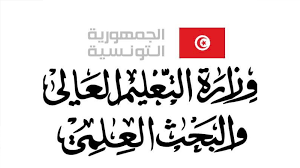 الجمهورية
التونسية
وزارة التعليم العالي
والبحث العلمي